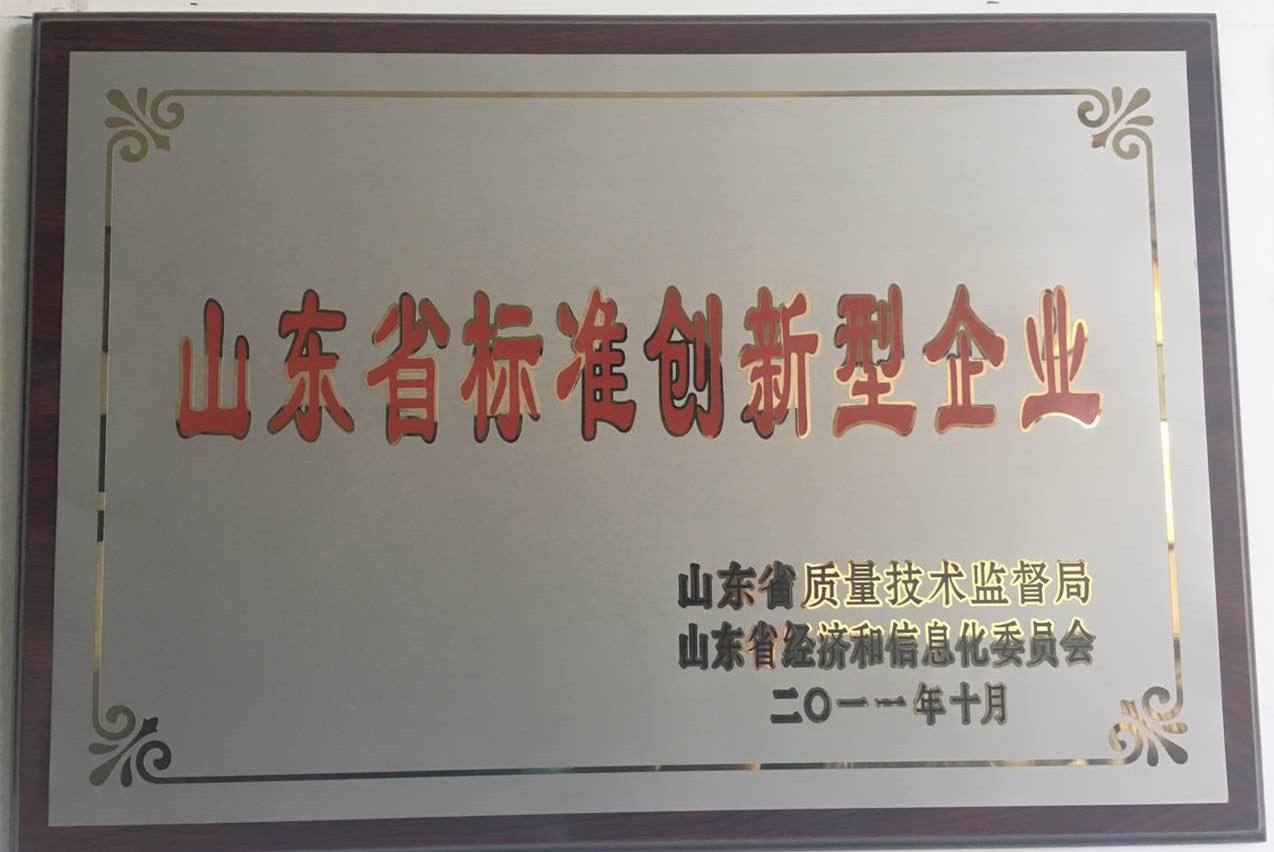 山东省标准创新型企业
山东省质量技术监督局
山东省经济和信息化委员会
二〇一一年十月